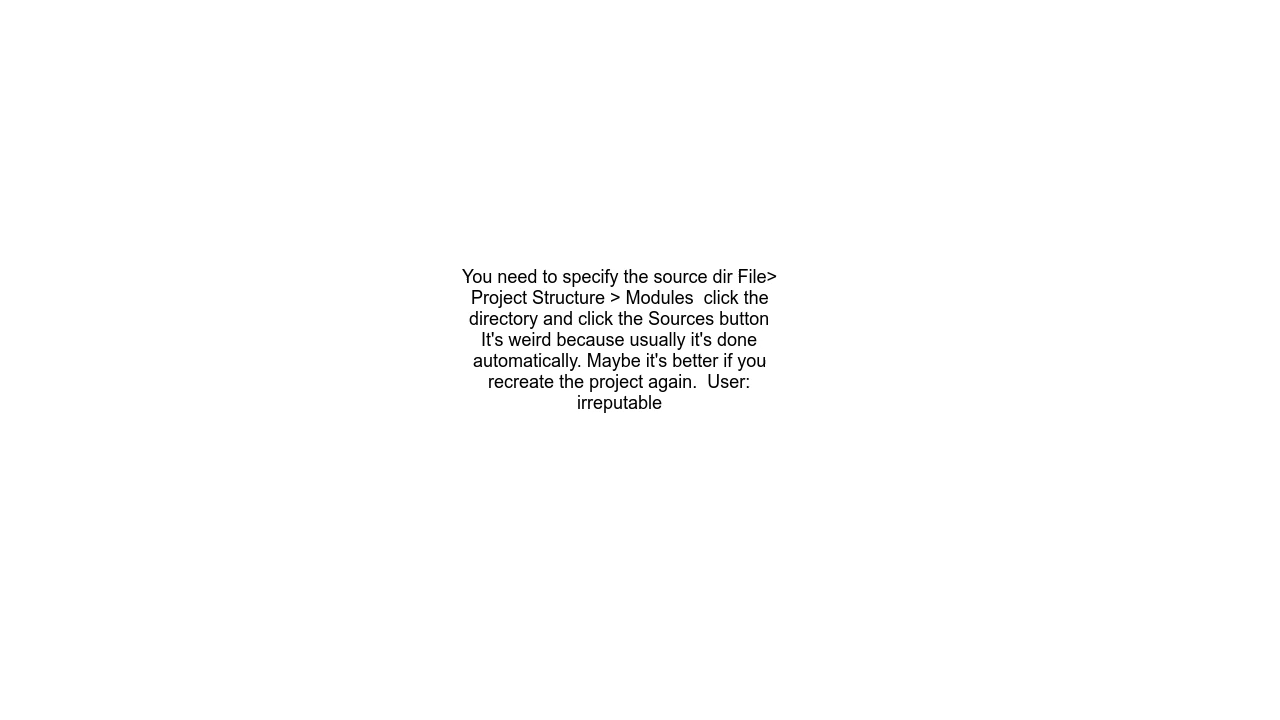 You need to specify the source dir File>
Project Structure > Modules  click the
directory and click the Sources button
It's weird because usually it's done
automatically. Maybe it's better if you
recreate the project again.  User:
irreputable